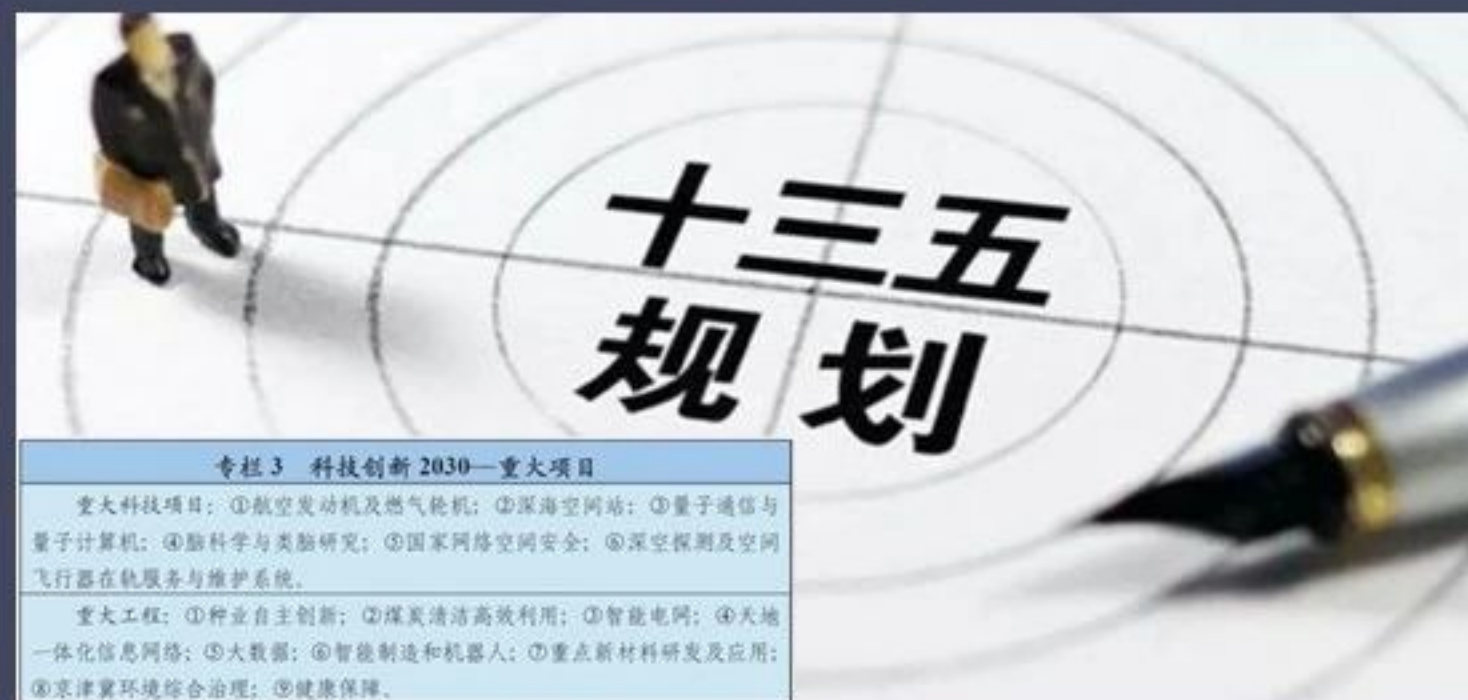 十三五
规划
专栏 3 科技创新 2030—重大项目
重大科技项目：①航空发动机及燃气轮机；②深海空间站；③量子通信与
量子计算机；④脑科学与类脑研究；⑤国家网络空间安全；⑥深空探测及空间
飞行器在轨服务与维护系统。
重大工程：①种业自主创新；②煤炭清洁高效利用；③智能电网；④天地
一体化信息网络；⑤大数据；⑥智能制造和机器人；⑦重点新材料研发及应用；
⑧京津冀环境综合治理；⑨健康保障。